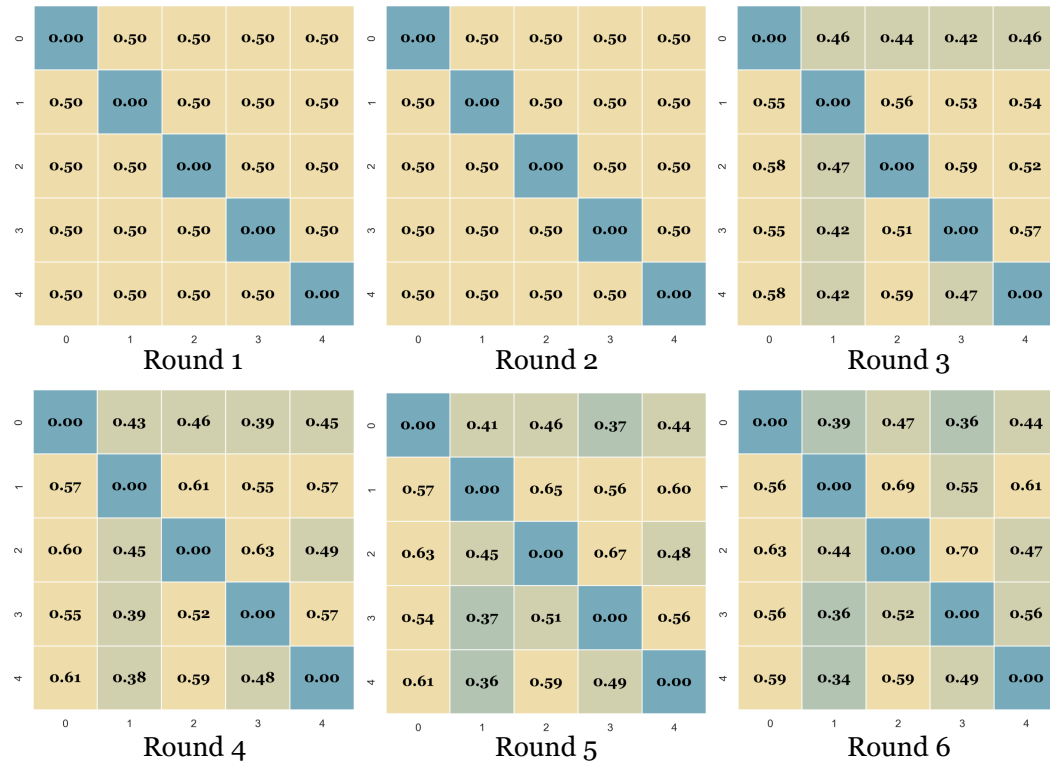 0 0.00 0.50 0.50 0.50 0.50
1 0.50 0.00 0.50 0.50 0.50
2 0.50 0.50 0.00 0.50 0.50
3 0.50 0.50 0.50 0.00 0.50
4 0.50 0.50 0.50 0.50 0.00
0 1 2 3 4
Round 1
0 0.00 0.50 0.50 0.50 0.50
1 0.50 0.00 0.50 0.50 0.50
2 0.50 0.50 0.00 0.50 0.50
3 0.50 0.50 0.50 0.00 0.50
4 0.50 0.50 0.50 0.50 0.00
0 1 2 3 4
Round 2
0 0.00 0.46 0.44 0.42 0.46
1 0.55 0.00 0.56 0.53 0.54
2 0.58 0.47 0.00 0.59 0.52
3 0.55 0.42 0.51 0.00 0.57
4 0.58 0.42 0.59 0.47 0.00
0 1 2 3 4
Round 3
0 0.00 0.43 0.46 0.39 0.45
1 0.57 0.00 0.61 0.55 0.57
2 0.60 0.45 0.00 0.63 0.49
3 0.55 0.39 0.52 0.00 0.57
4 0.61 0.38 0.59 0.48 0.00
0 1 2 3 4
Round 4
0 0.00 0.41 0.46 0.37 0.44
1 0.57 0.00 0.65 0.56 0.60
2 0.63 0.45 0.00 0.67 0.48
3 0.54 0.37 0.51 0.00 0.56
4 0.61 0.36 0.59 0.49 0.00
0 1 2 3 4
Round 5
0 0.00 0.39 0.47 0.36 0.44
1 0.56 0.00 0.69 0.55 0.61
2 0.63 0.44 0.00 0.70 0.47
3 0.56 0.36 0.52 0.00 0.56
4 0.59 0.34 0.59 0.49 0.00
0 1 2 3 4
Round 6